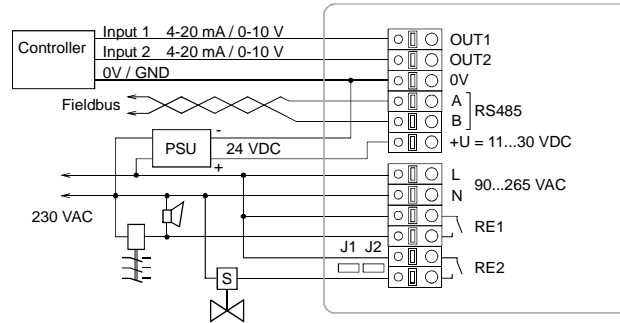 Controller
Input 1 4-20 mA / 0-10 V
Input 2 4-20 mA / 0-10 V
0V / GND
Fieldbus
OUT1
OUT2
0V
A
B
RS485
+U = 11...30 VDC
PSU
-
24 VDC
+
L
N
90...265 VAC
230 VAC
RE1
J1 J2
RE2
S